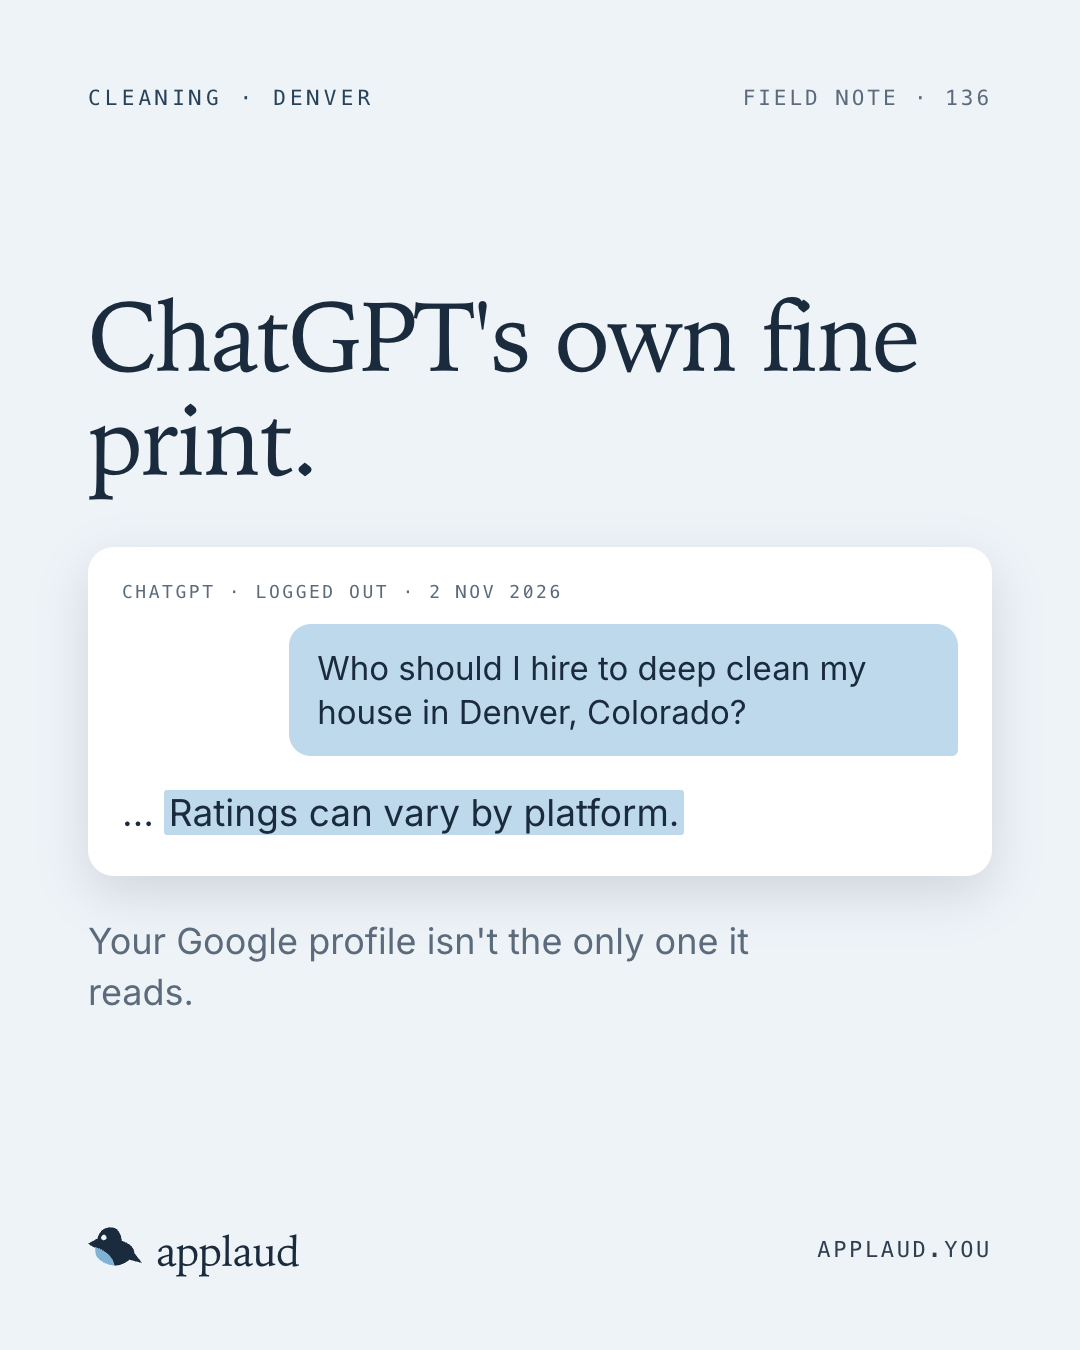 CLEANING · DENVER
FIELD NOTE · 136
ChatGPT's own fine
print.
CHATGPT · LOGGED OUT · 2 NOV 2026
Who should I hire to deep clean my
house in Denver, Colorado?
... Ratings can vary by platform.
Your Google profile isn't the only one it
reads.
applaud
APPLAUD.YOU